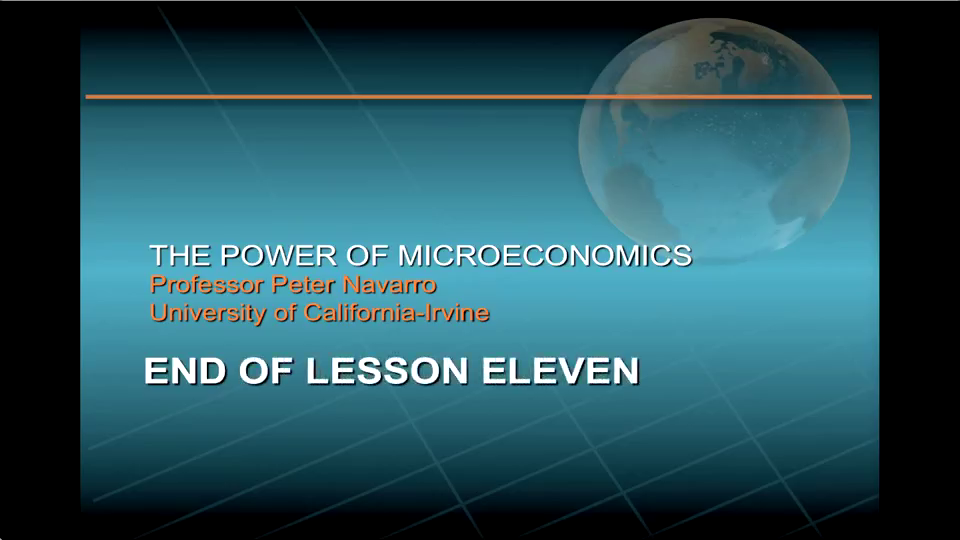 THE POWER OF MICROECONOMICS
Professor Peter Navarro
University of California-Irvine
END OF LESSON ELEVEN